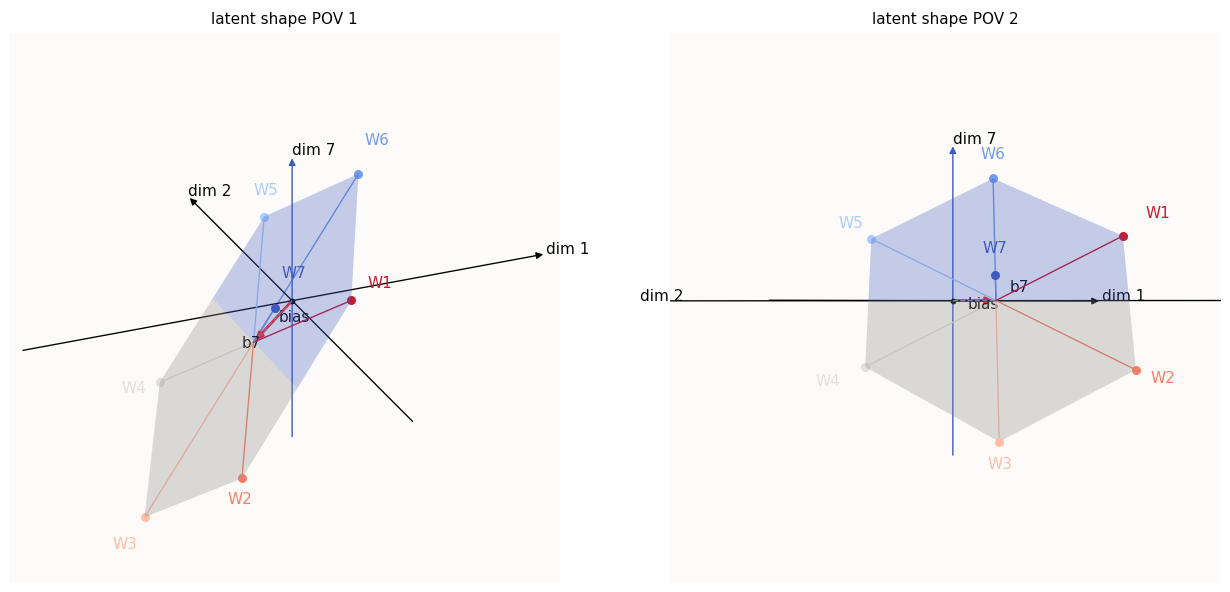 latent shape POV 1
W6
dim 7
dim 2
W5
dim 1
W7
W1
bias
b7
W4
W2
W3
latent shape POV 2
dim 7
W6
W1
W5
W7
b7
dim 2
dim 1
bias
W4
W2
W3